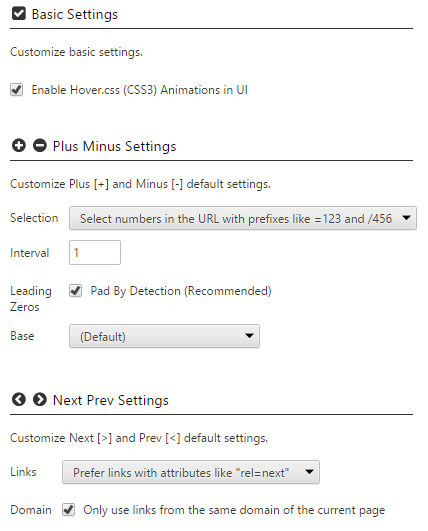 Basic Settings
Customize basic settings.
Enable Hover.css (CSS3) Animations in UI
Plus Minus Settings
Customize Plus [+] and Minus [-] default settings.
Selection Select numbers in the URL with prefixes like =123 and /456
Interval 1
Leading Zeros Pad By Detection (Recommended)
Base (Default)
Next Prev Settings
Customize Next [>] and Prev [<] default settings.
Links Prefer links with attributes like "rel=next"
Domain Only use links from the same domain of the current page